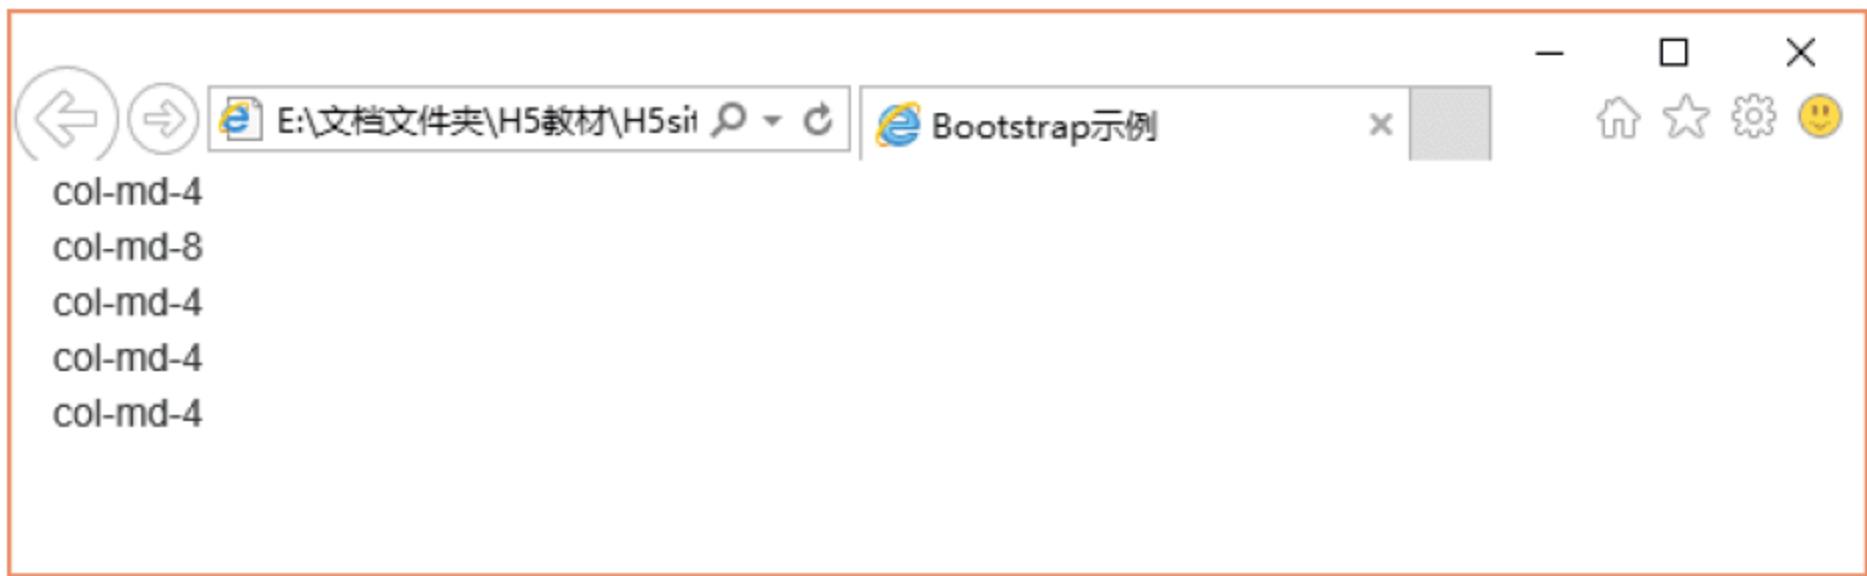 E:\文档文件夹\H5教材\H5sit
Bootstrap示例
col-md-4
col-md-8
col-md-4
col-md-4
col-md-4